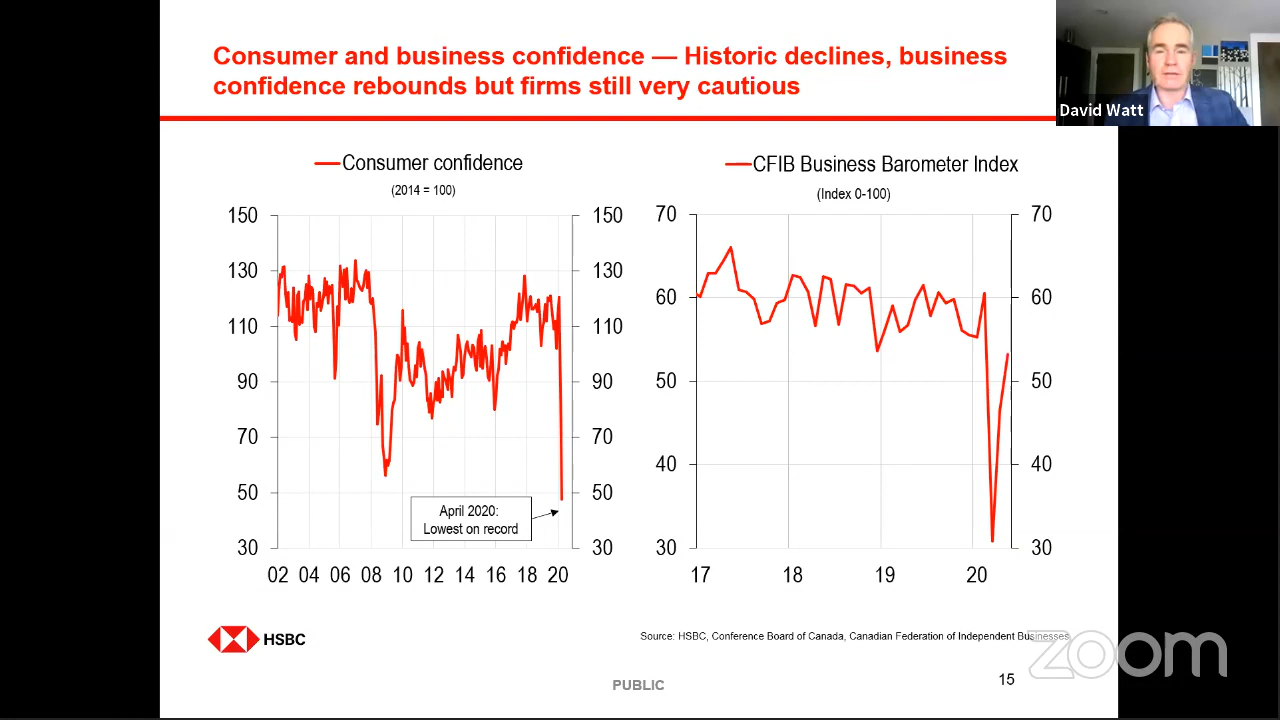 Consumer and business confidence — Historic declines, business
confidence rebounds but firms still very cautious
David Watt
Consumer confidence
(2014 = 100)
150
130
110
90
70
50
30
150
130
110
90
70
50
30
April 2020:
Lowest on record
02 04 06 08 10 12 14 16 18 20
CFIB Business Barometer Index
(Index 0-100)
70
60
50
40
30
70
60
50
40
30
17 18 19 20
HSBC
Source: HSBC, Conference Board of Canada, Canadian Federation of Independent Businesses
zoom
PUBLIC
15